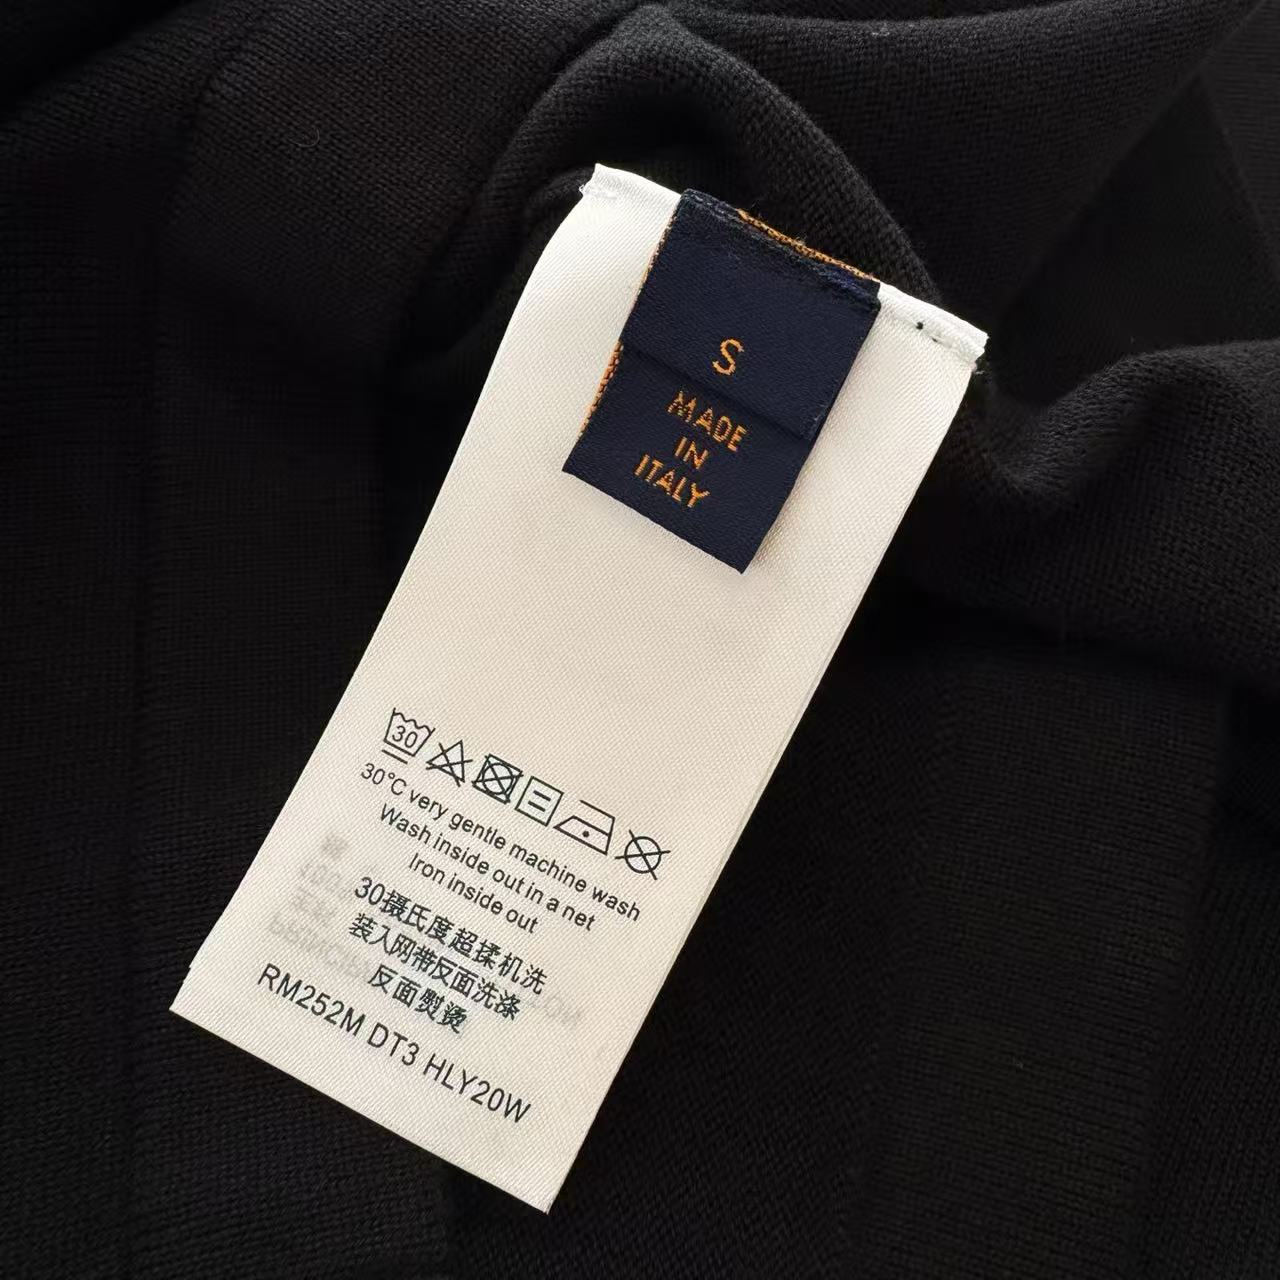 S
MADE
IN
ITALY
30
30°C very gentle machine wash
Wash inside out in a net
Iron inside out
30摄氏度超揉机洗
装入网带反面洗涤
反面熨烫
RM252M DT3 HLY20W